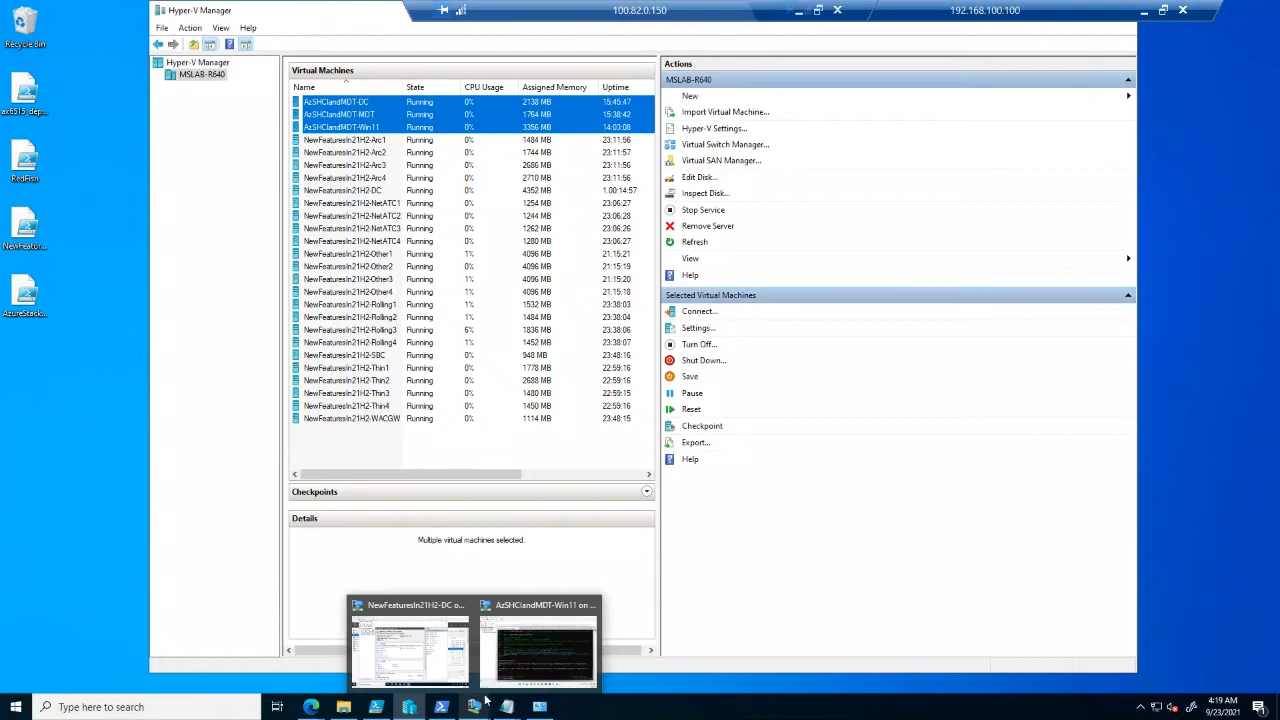 Recycle Bin
ax6515_dep...
RedFish
NewFeatur...
AzureStack...
Hyper-V Manager
100.82.0.150
192.168.100.100
File Action View Help
Hyper-V Manager
MSLAB-R640
Virtual Machines
Name State CPU Usage Assigned Memory Uptime
AzSHCIandMDT-DC Running 0% 2138 MB 15:45:47
AzSHCIandMDT-MDT Running 0% 1764 MB 15:38:42
AzSHCIandMDT-Win11 Running 0% 3356 MB 14:03:08
NewFeaturesIn21H2-Arc1 Running 0% 1484 MB 23:11:56
NewFeaturesIn21H2-Arc2 Running 0% 1744 MB 23:11:57
NewFeaturesIn21H2-Arc3 Running 0% 2686 MB 23:11:56
NewFeaturesIn21H2-Arc4 Running 0% 2710 MB 23:11:56
NewFeaturesIn21H2-DC Running 0% 4352 MB 1.00:14:57
NewFeaturesIn21H2-NetATC1 Running 0% 1254 MB 23:06:27
NewFeaturesIn21H2-NetATC2 Running 0% 1244 MB 23:06:28
NewFeaturesIn21H2-NetATC3 Running 0% 1262 MB 23:06:26
NewFeaturesIn21H2-NetATC4 Running 0% 1280 MB 23:06:27
NewFeaturesIn21H2-Other1 Running 1% 4096 MB 21:15:21
NewFeaturesIn21H2-Other2 Running 0% 4096 MB 21:15:19
NewFeaturesIn21H2-Other3 Running 1% 4096 MB 21:15:20
NewFeaturesIn21H2-Other4 Running 1% 4096 MB 21:15:18
NewFeaturesIn21H2-Rolling1 Running 1% 1532 MB 23:38:03
NewFeaturesIn21H2-Rolling2 Running 1% 1484 MB 23:38:04
NewFeaturesIn21H2-Rolling3 Running 6% 1836 MB 23:38:06
NewFeaturesIn21H2-Rolling4 Running 1% 1452 MB 23:38:07
NewFeaturesIn21H2-SBC Running 0% 948 MB 23:48:16
NewFeaturesIn21H2-Thin1 Running 0% 1778 MB 22:59:16
NewFeaturesIn21H2-Thin2 Running 0% 2688 MB 22:59:16
NewFeaturesIn21H2-Thin3 Running 0% 1480 MB 22:59:15
NewFeaturesIn21H2-Thin4 Running 0% 1450 MB 22:59:16
NewFeaturesIn21H2-WACGW Running 0% 1114 MB 23:48:15
Checkpoints
Details
Multiple virtual machines selected.
Actions
MSLAB-R640
New
Import Virtual Machine...
Hyper-V Settings...
Virtual Switch Manager...
Virtual SAN Manager...
Edit Disk...
Inspect Disk...
Stop Service
Remove Server
Refresh
View
Help
Selected Virtual Machines
Connect...
Settings...
Turn Off...
Shut Down...
Save
Pause
Reset
Checkpoint
Export...
Help
NewFeaturesIn21H2-DC o...
AzSHCIandMDT-Win11 on ...
Type here to search
4:19 AM
9/23/2021